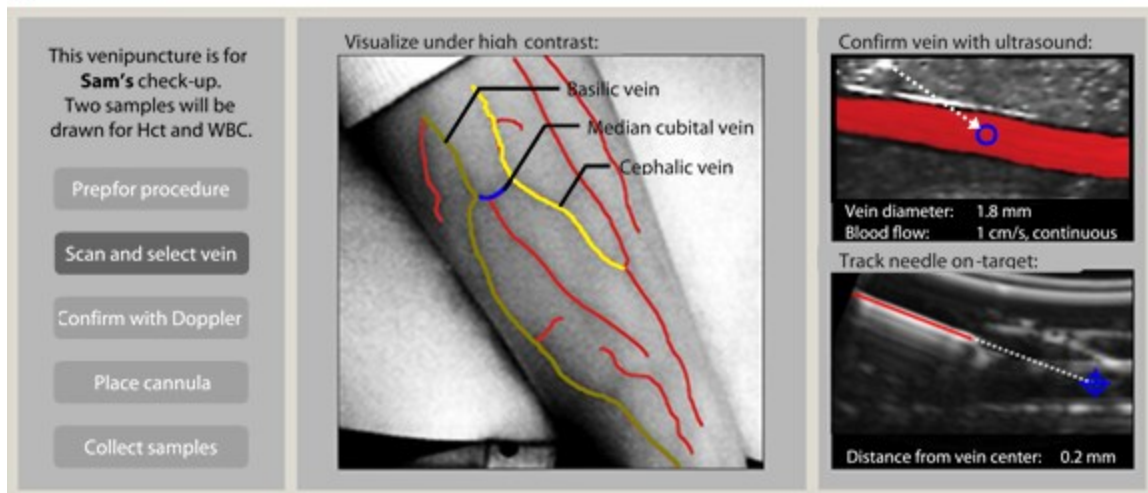 This venipuncture is for
Sam's check-up.
Two samples will be
drawn for Hct and WBC.
Prepfor procedure
Scan and select vein
Confirm with Doppler
Place cannula
Collect samples
Visualize under high contrast:
Basilic vein
Median cubital vein
Cephalic vein
Confirm vein with ultrasound:
Vein diameter: 1.8 mm
Blood flow: 1 cm/s, continuous
Track needle on-target:
Distance from vein center: 0.2 mm